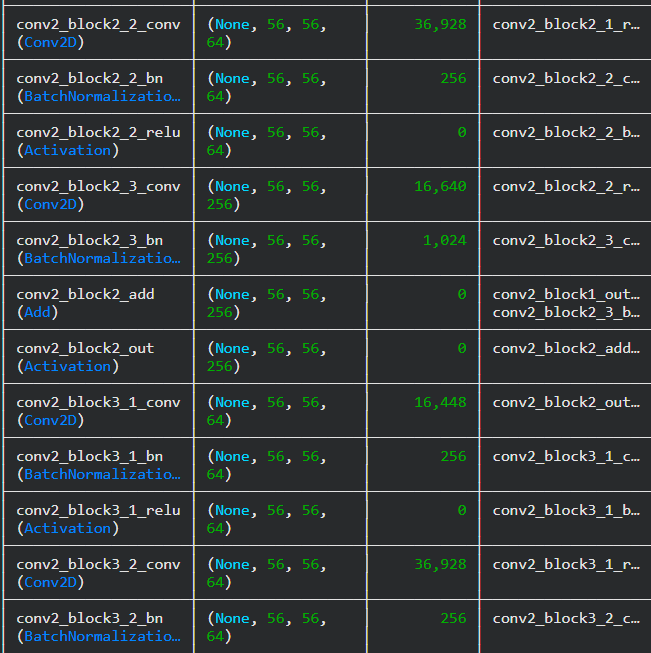 conv2_block2_2_conv (None, 56, 56, 36,928 conv2_block2_1_r…
(Conv2D) 64)
conv2_block2_2_bn (None, 56, 56, 256 conv2_block2_2_c…
(BatchNormalizatio… 64)
conv2_block2_2_relu (None, 56, 56, 0 conv2_block2_2_b…
(Activation) 64)
conv2_block2_3_conv (None, 56, 56, 16,640 conv2_block2_2_r…
(Conv2D) 256)
conv2_block2_3_bn (None, 56, 56, 1,024 conv2_block2_3_c…
(BatchNormalizatio… 256)
conv2_block2_add (None, 56, 56, 0 conv2_block1_out…
(Add) 256) conv2_block2_3_b…
conv2_block2_out (None, 56, 56, 0 conv2_block2_add…
(Activation) 256)
conv2_block3_1_conv (None, 56, 56, 16,448 conv2_block2_out…
(Conv2D) 64)
conv2_block3_1_bn (None, 56, 56, 256 conv2_block3_1_c…
(BatchNormalizatio… 64)
conv2_block3_1_relu (None, 56, 56, 0 conv2_block3_1_b…
(Activation) 64)
conv2_block3_2_conv (None, 56, 56, 36,928 conv2_block3_1_r…
(Conv2D) 64)
conv2_block3_2_bn (None, 56, 56, 256 conv2_block3_2_c…
(BatchNormalizatio… 64)